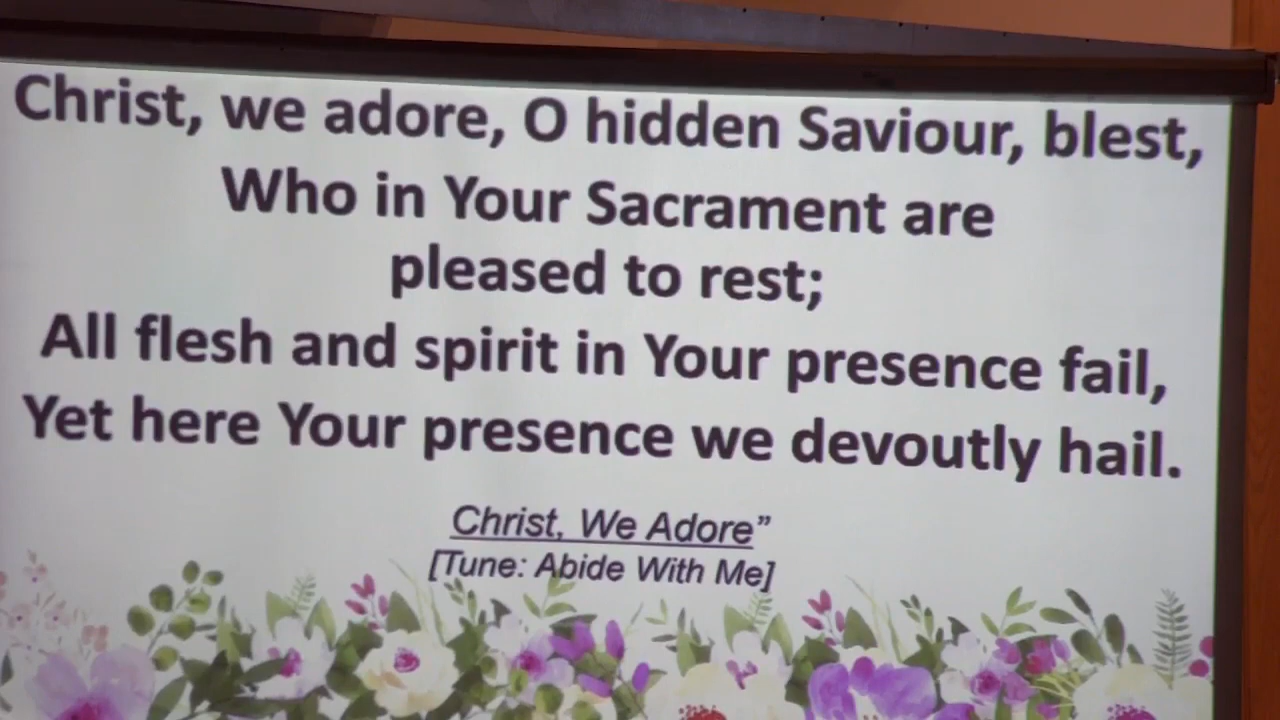 Christ, we adore, O hidden Saviour, blest,
Who in Your Sacrament are
pleased to rest;
All flesh and spirit in Your presence fail,
Yet here Your presence we devoutly hail.
Christ, We Adore”
[Tune: Abide With Me]